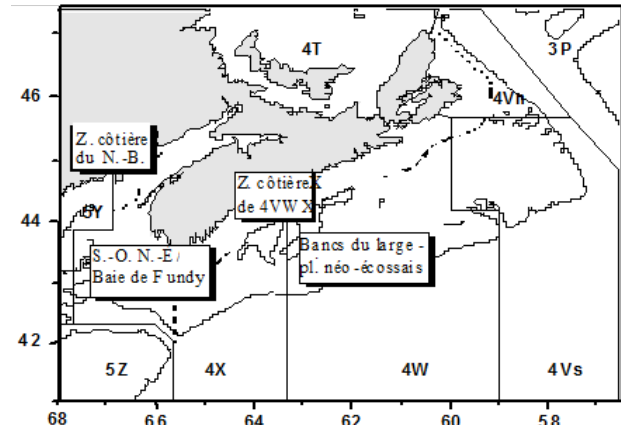 4T
3P
46
4Vn
Z. côtière
du N.-B.
Z. côtière X
de 4VWX
44
5Y
S.-O. N.-E/
Baie de Fundy
Bancs du large -
pl. néo-écossais
42
5Z
4X
4W
4Vs
68
66
64
62
60
58